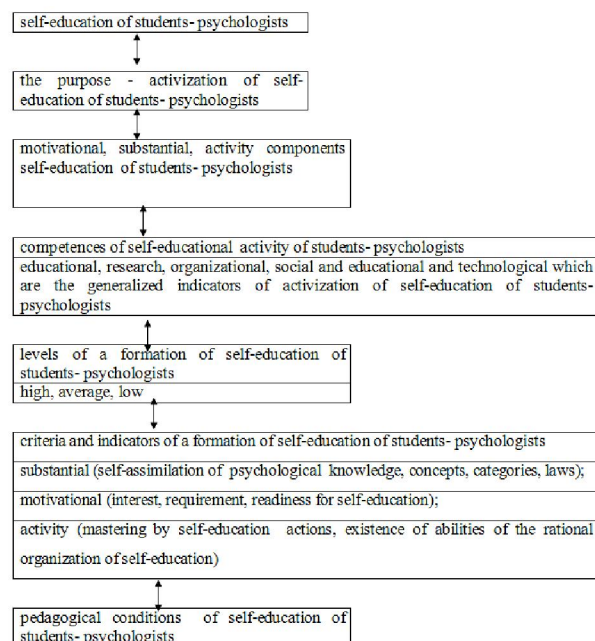 self-education of students- psychologists
the purpose - activization of self-
education of students- psychologists
motivational, substantial, activity components
self-education of students- psychologists
competences of self-educational activity of students- psychologists
educational, research, organizational, social and educational and technological which
are the generalized indicators of activization of self-education of students-
psychologists
levels of a formation of self-education of
students- psychologists
high, average, low
criteria and indicators of a formation of self-education of students- psychologists
substantial (self-assimilation of psychological knowledge, concepts, categories, laws);
motivational (interest, requirement, readiness for self-education);
activity (mastering by self-education actions, existence of abilities of the rational
organization of self-education)
pedagogical conditions of self-education of
students- psychologists